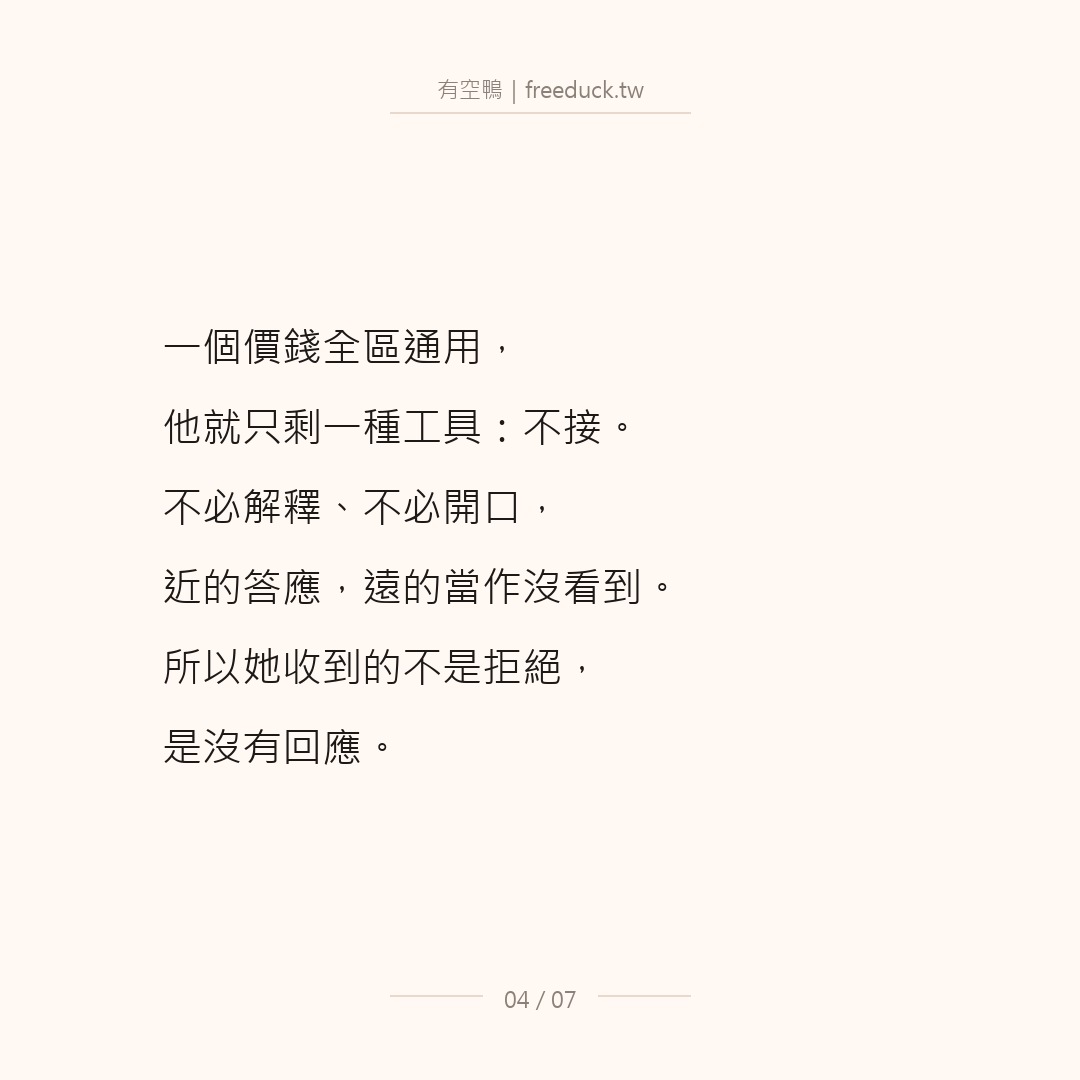 有空鴨｜freeduck.tw
一個價錢全區通用，
他就只剩一種工具：不接。
不必解釋、不必開口，
近的答應，遠的當作沒看到。
所以她收到的不是拒絕，
是沒有回應。
04 / 07